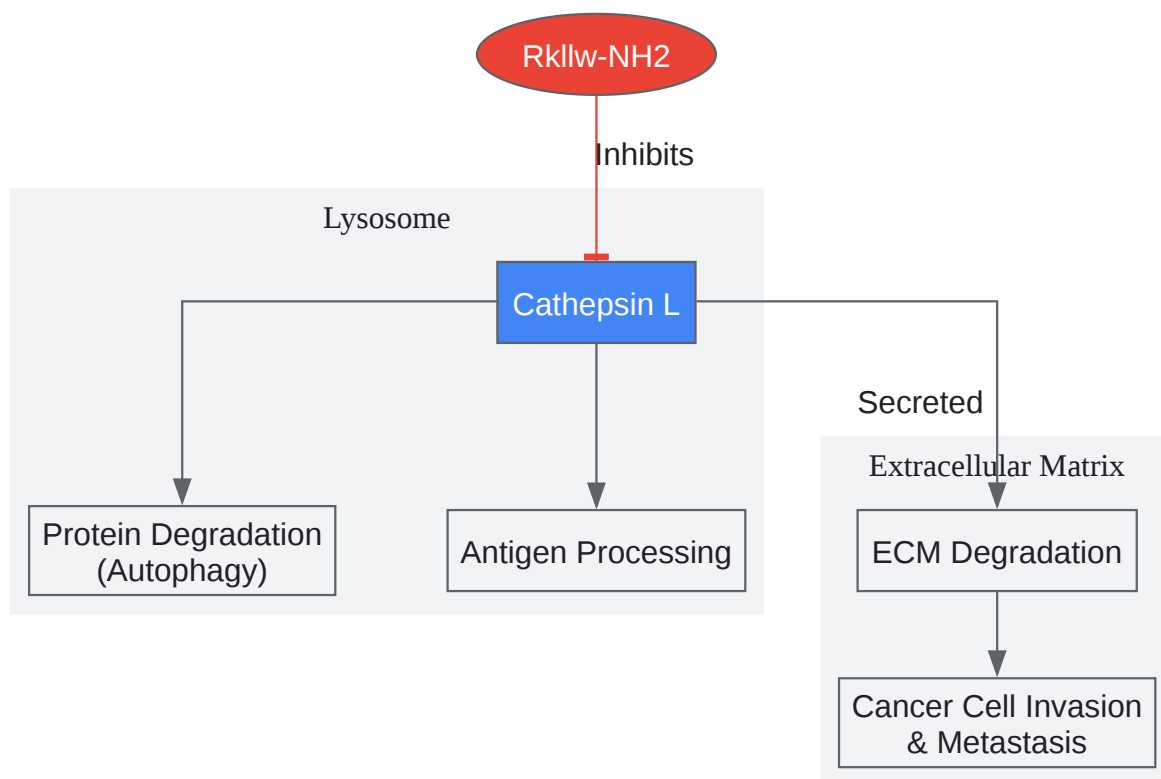 Rkllw-NH2
Inhibits
Lysosome
Cathepsin L
Secreted
Extracellular Matrix
Protein Degradation
(Autophagy)
Antigen Processing
ECM Degradation
Cancer Cell Invasion
& Metastasis